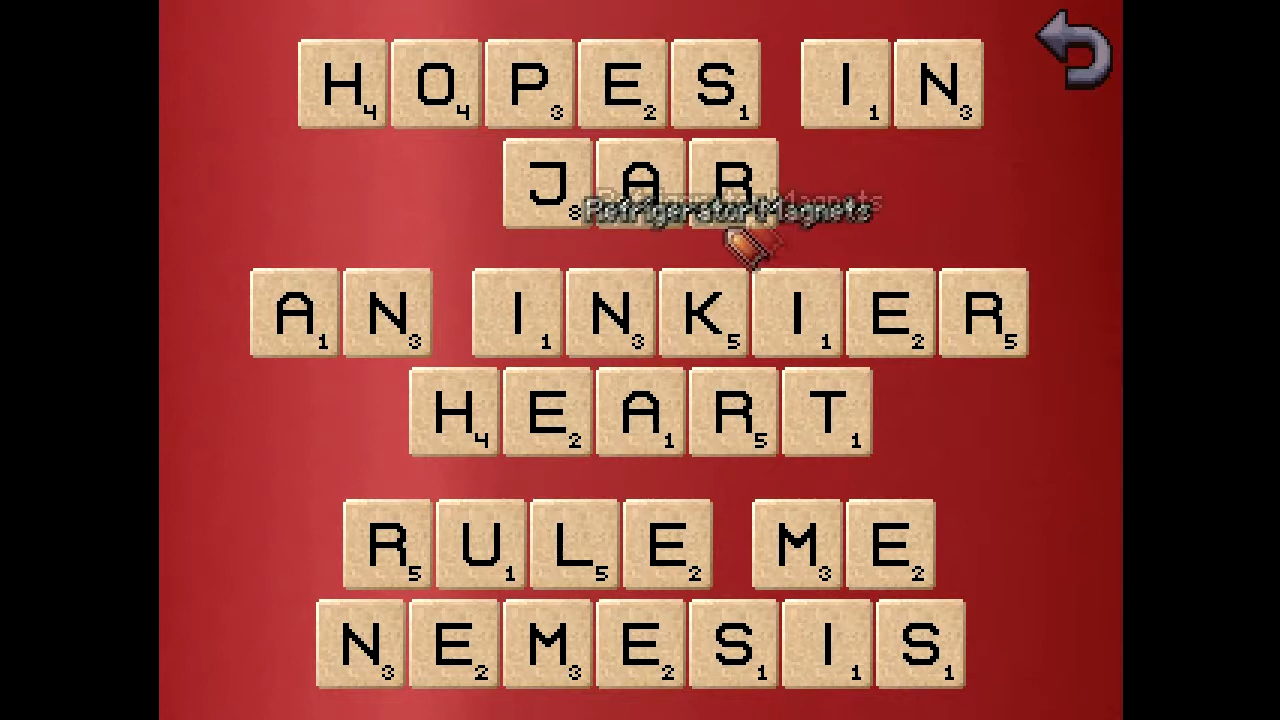 HOPES IN
JAR
Refrigerator Magnets
AN INKIER
HEART
RULE ME
NEMESIS